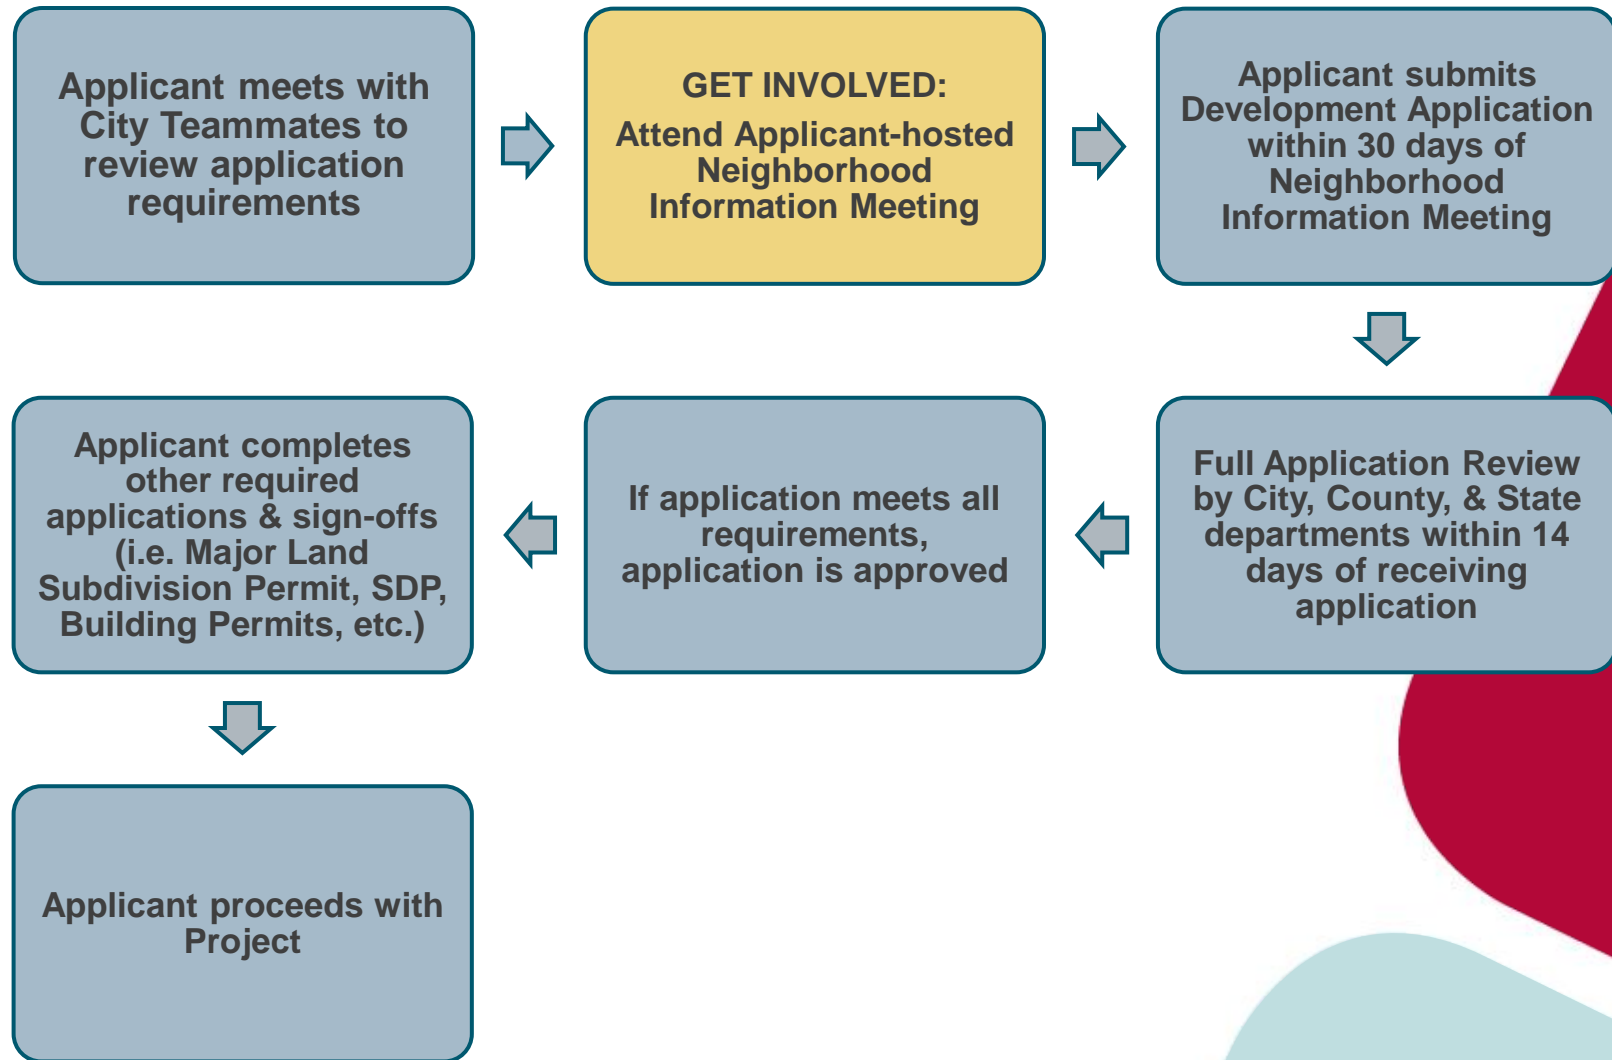 Applicant meets with
City Teammates to
review application
requirements
GET INVOLVED:
Attend Applicant-hosted
Neighborhood
Information Meeting
Applicant submits
Development Application
within 30 days of
Neighborhood
Information Meeting
Full Application Review
by City, County, & State
departments within 14
days of receiving
application
If application meets all
requirements,
application is approved
Applicant completes
other required
applications & sign-offs
(i.e. Major Land
Subdivision Permit, SDP,
Building Permits, etc.)
Applicant proceeds with
Project